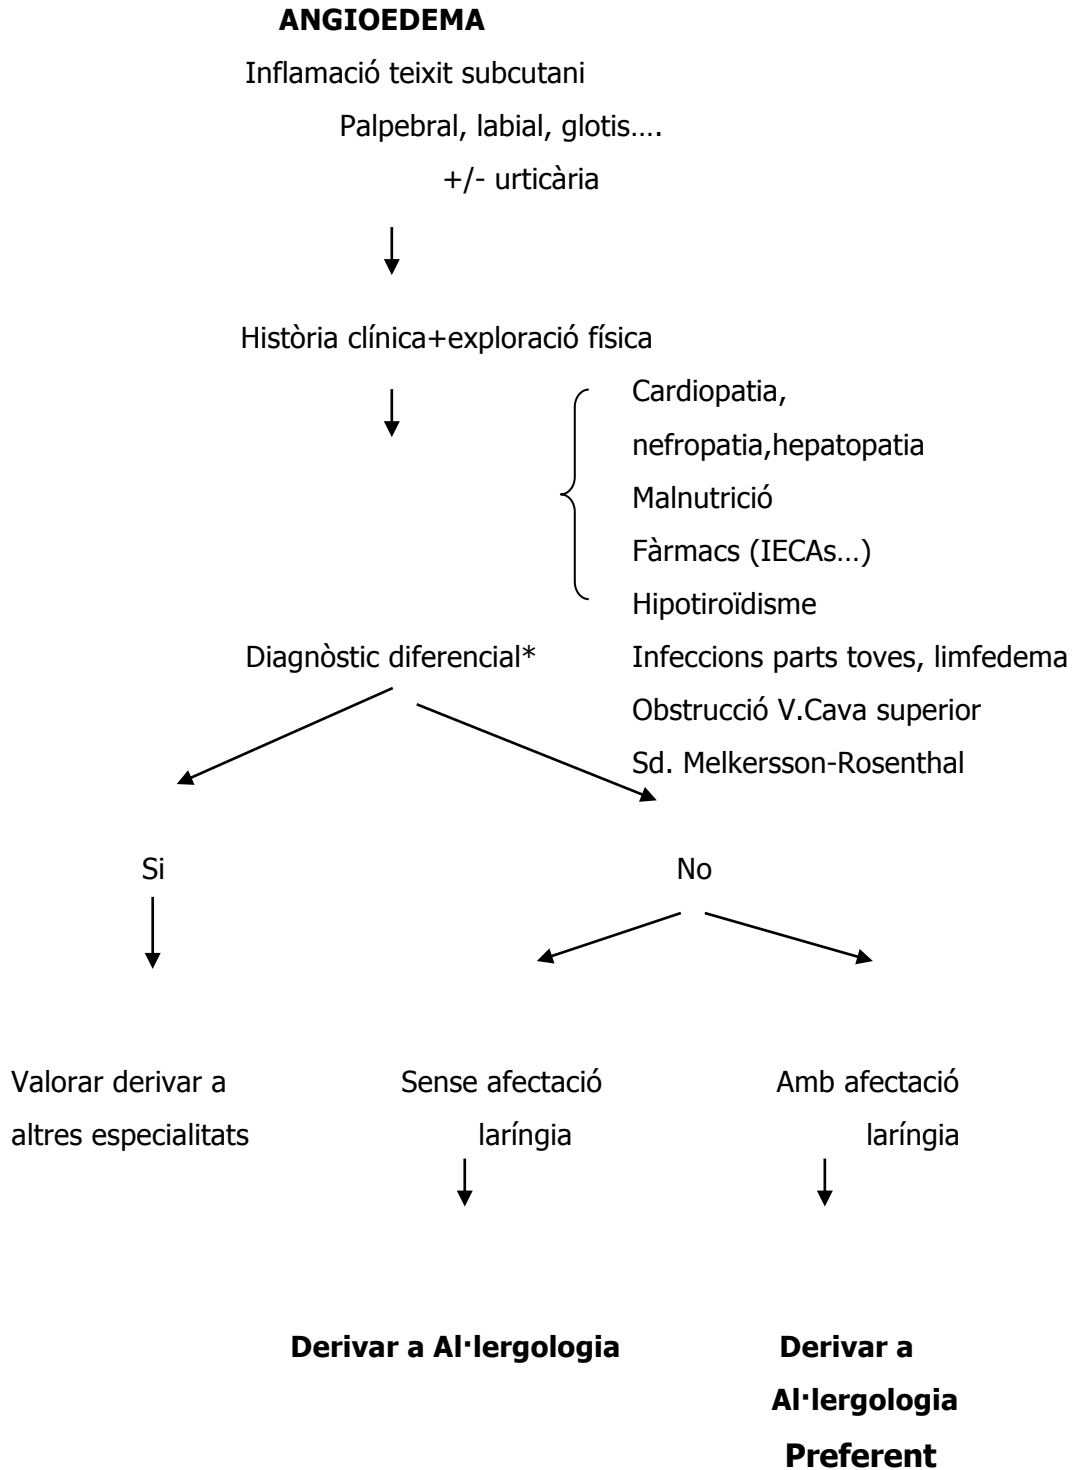 ANGIOEDEMA
Inflamació teixit subcutani
Palpebral, labial, glotis….
+/- urticària
Història clínica+exploració física
Cardiopatia,
nefropatia,hepatopatia
Malnutrició
Fàrmacs (IECAs…)
Hipotiroïdisme
Diagnòstic diferencial*
Infeccions parts toves, limfedema
Obstrucció V.Cava superior
Sd. Melkersson-Rosenthal
Si
No
Valorar derivar a
altres especialitats
Sense afectació
laríngia
Amb afectació
laríngia
Derivar a Al·lergologia
Derivar a
Al·lergologia
Preferent